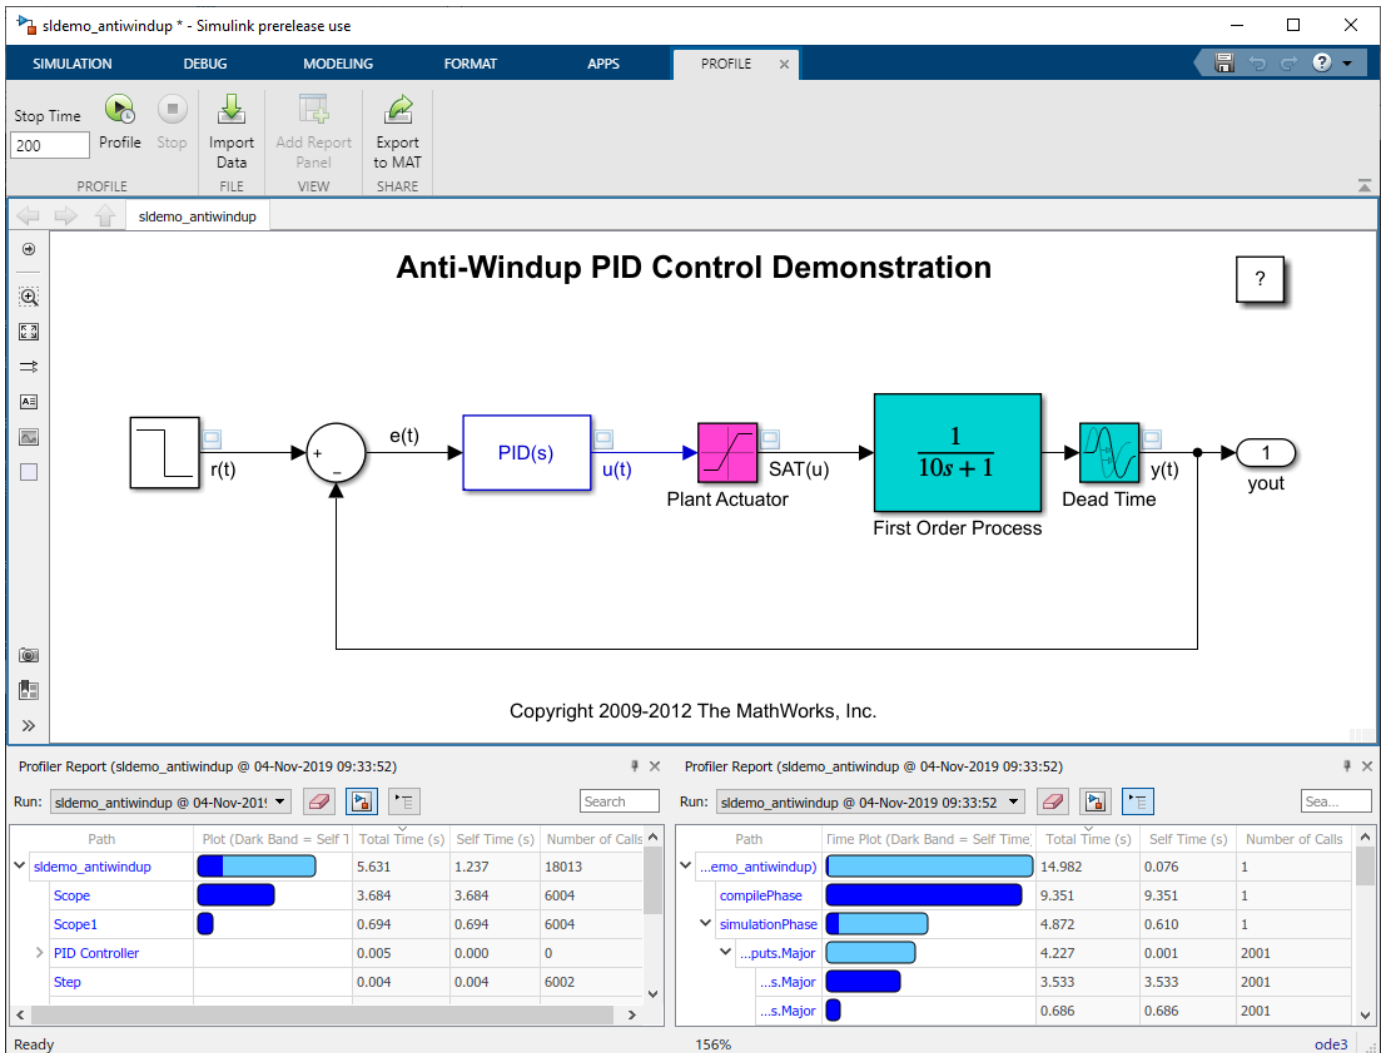 sldemo_antiwindup * - Simulink prerelease use
SIMULATION DEBUG MODELING FORMAT APPS PROFILE
Stop Time
200
Profile Stop Import Data Add Report Panel Export to MAT
PROFILE FILE VIEW SHARE
sldemo_antiwindup
Anti-Windup PID Control Demonstration
?
r(t)
+
−
e(t)
PID(s)
u(t)
Plant Actuator
SAT(u)
1
10s + 1
First Order Process
Dead Time
y(t)
1
yout
Copyright 2009-2012 The MathWorks, Inc.
Profiler Report (sldemo_antiwindup @ 04-Nov-2019 09:33:52)
Run: sldemo_antiwindup @ 04-Nov-201 Search
Path Plot (Dark Band = Self T Total Time (s) Self Time (s) Number of Calls
sldemo_antiwindup 5.631 1.237 18013
Scope 3.684 3.684 6004
Scope1 0.694 0.694 6004
PID Controller 0.005 0.000 0
Step 0.004 0.004 6002
Profiler Report (sldemo_antiwindup @ 04-Nov-2019 09:33:52)
Run: sldemo_antiwindup @ 04-Nov-2019 09:33:52 Sea...
Path Time Plot (Dark Band = Self Time) Total Time (s) Self Time (s) Number of Calls
...emo_antiwindup) 14.982 0.076 1
compilePhase 9.351 9.351 1
simulationPhase 4.872 0.610 1
...puts.Major 4.227 0.001 2001
...s.Major 3.533 3.533 2001
...s.Major 0.686 0.686 2001
Ready 156% ode3